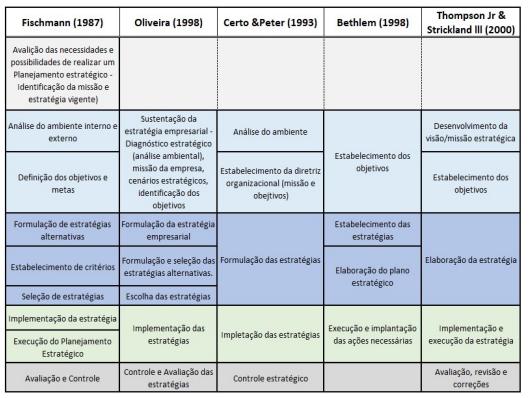 Fischmann (1987)
Oliveira (1998)
Certo &Peter (1993)
Bethlem (1998)
Thompson Jr &
Strickland III (2000)
Avalição das necessidades e
possibilidades de realizar um
Planejamento estratégico -
Identificação da missão e
estratégia vigente)
Análise do ambiente interno e
externo
Definição dos objetivos e
metas
Sustentação da
estratégia empresarial -
Diagnóstico estratégico
(análise ambiental),
missão da empresa,
cenários estratégicos,
identificação dos
objetivos
Análise do ambiente
Estabelecimento da diretriz
organizacional (missão e
obejtivos)
Estabelecimento dos
objetivos
Desenvolvimento da
visão/missão estratégica
Estabelecimento dos
objetivos
Formulação de estratégias
alternativas
Estabelecimento de critérios
Seleção de estratégias
Formulação da estratégia
empresarial
Formulação e seleção das
estratégias alternativas.
Escolha das estratégias
Formulação das estratégias
Estabelecimento das
estratégias
Elaboração do plano
estratégico
Elaboração da estratégia
Implementação da estratégia
Execução do Planejamento
Estratégico
Implementação das
estratégias
Impletação das estratégias
Execução e implantação
das ações necessárias
Implementação e
execução da estratégia
Avaliação e Controle
Controle e Avaliação das
estratégias
Controle estratégico
Avaliação, revisão e
correções